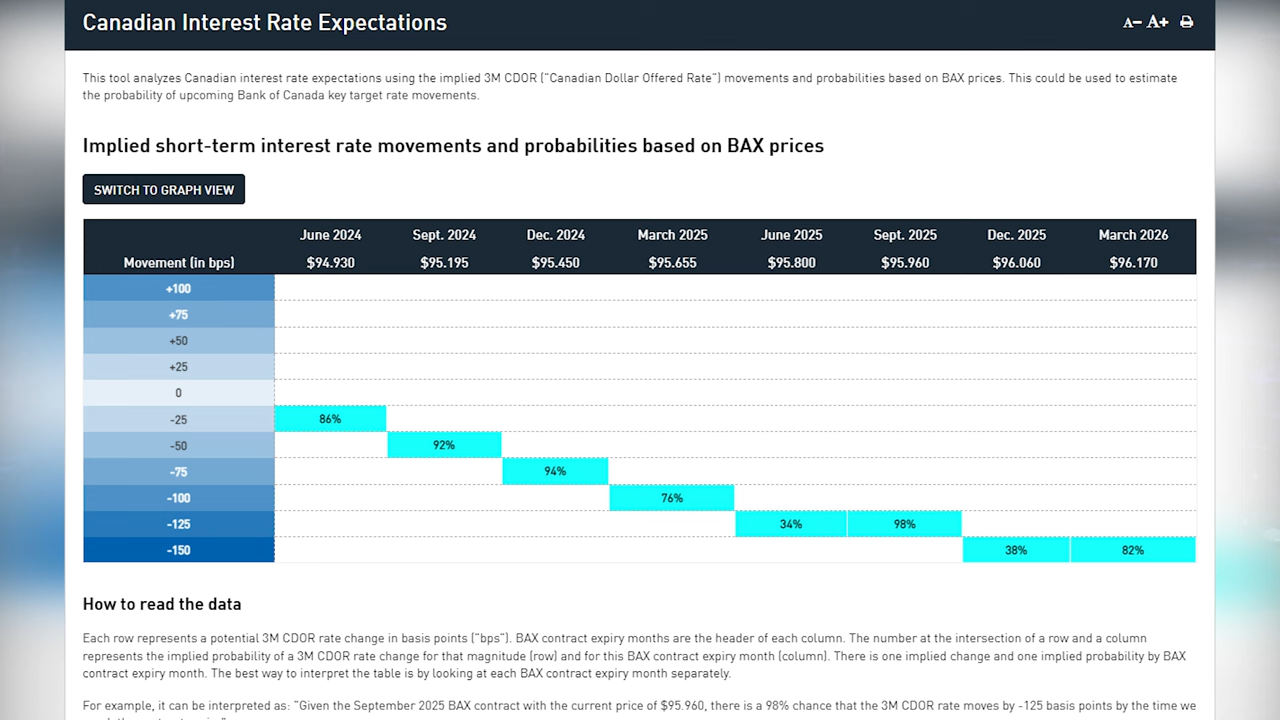 Canadian Interest Rate Expectations
A− A+
This tool analyzes Canadian interest rate expectations using the implied 3M CDOR ("Canadian Dollar Offered Rate") movements and probabilities based on BAX prices. This could be used to estimate
the probability of upcoming Bank of Canada key target rate movements.
Implied short-term interest rate movements and probabilities based on BAX prices
SWITCH TO GRAPH VIEW
June 2024 Sept. 2024 Dec. 2024 March 2025 June 2025 Sept. 2025 Dec. 2025 March 2026
Movement (in bps) $94.930 $95.195 $95.450 $95.655 $95.800 $95.960 $96.060 $96.170
+100
+75
+50
+25
0
-25 86%
-50 92%
-75 94%
-100 76%
-125 34% 98%
-150 38% 82%
How to read the data
Each row represents a potential 3M CDOR rate change in basis points ("bps"). BAX contract expiry months are the header of each column. The number at the intersection of a row and a column
represents the implied probability of a 3M CDOR rate change for that magnitude (row) and for this BAX contract expiry month (column). There is one implied change and one implied probability by BAX
contract expiry month. The best way to interpret the table is by looking at each BAX contract expiry month separately.
For example, it can be interpreted as: "Given the September 2025 BAX contract with the current price of $95.960, there is a 98% chance that the 3M CDOR rate moves by -125 basis points by the time we